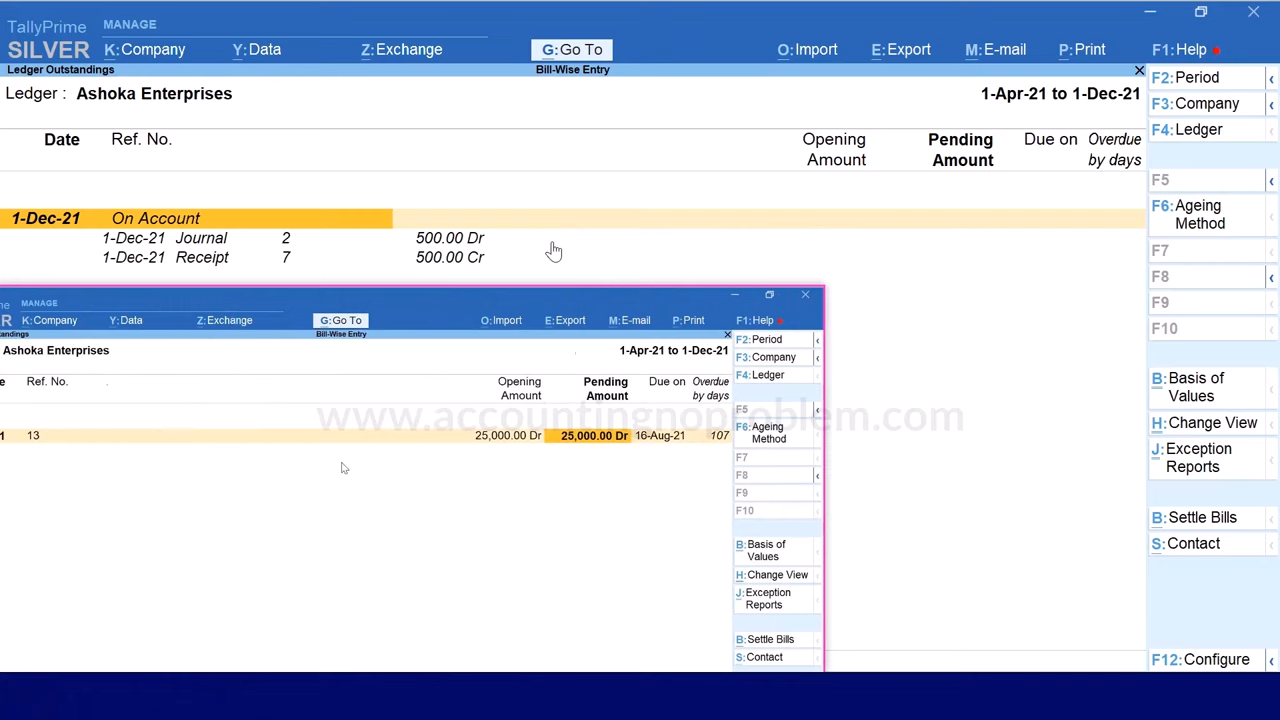 TallyPrime MANAGE
SILVER K:Company Y:Data Z:Exchange G:Go To O:Import E:Export M:E-mail P:Print F1:Help
Ledger Outstandings Bill-Wise Entry
Ledger : Ashoka Enterprises 1-Apr-21 to 1-Dec-21
Date Ref. No. Opening Pending Due on Overdue
Amount Amount by days
1-Dec-21 On Account
1-Dec-21 Journal 2 500.00 Dr
1-Dec-21 Receipt 7 500.00 Cr
F2:Period
F3:Company
F4:Ledger
F5
F6:Ageing
Method
F7
F8
F9
F10
B:Basis of
Values
H:Change View
J:Exception
Reports
B:Settle Bills
S:Contact
F12:Configure
me MANAGE
R K:Company Y:Data Z:Exchange G:Go To O:Import E:Export M:E-mail P:Print F1:Help
andings Bill-Wise Entry
Ashoka Enterprises 1-Apr-21 to 1-Dec-21
e Ref. No. Opening Pending Due on Overdue
Amount Amount by days
1 13 25,000.00 Dr 25,000.00 Dr 16-Aug-21 107
F2:Period
F3:Company
F4:Ledger
F5
F6:Ageing
Method
F7
F8
F9
F10
B:Basis of
Values
H:Change View
J:Exception
Reports
B:Settle Bills
S:Contact
www.accountingnoproblem.com